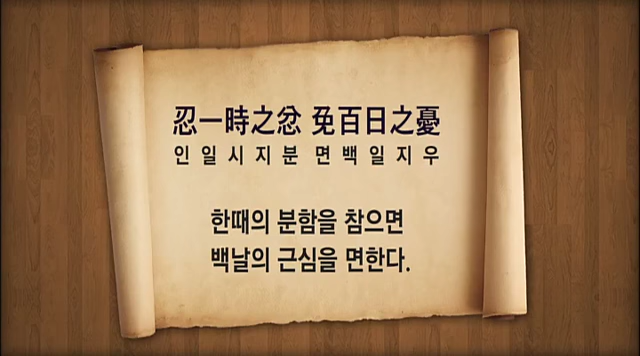 忍一時之忿 免百日之憂
인일시지분 면백일지우
한때의 분함을 참으면
백날의 근심을 면한다.